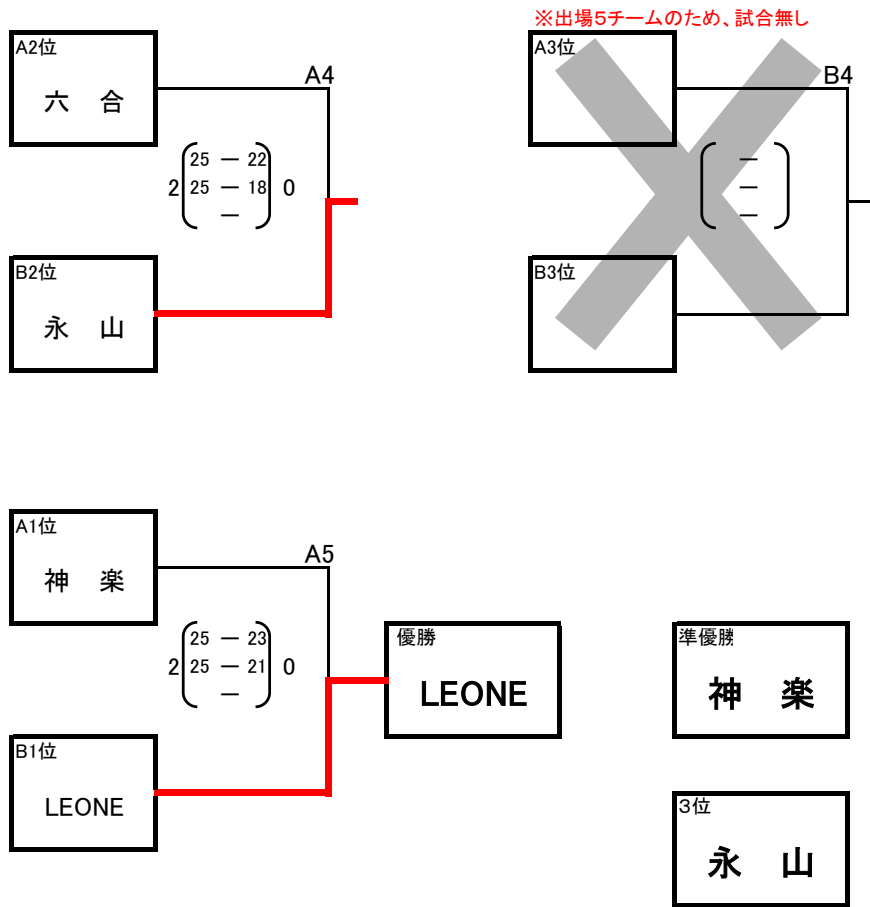 ※出場5チームのため、試合無し
A2位
六　合
A4
25 － 22
2 25 － 18 0
－
B2位
永　山
A3位
B4
－
－
－
B3位
A1位
神　楽
A5
25 － 23
2 25 － 21 0
－
B1位
LEONE
優勝
LEONE
準優勝
神　楽
3位
永　山